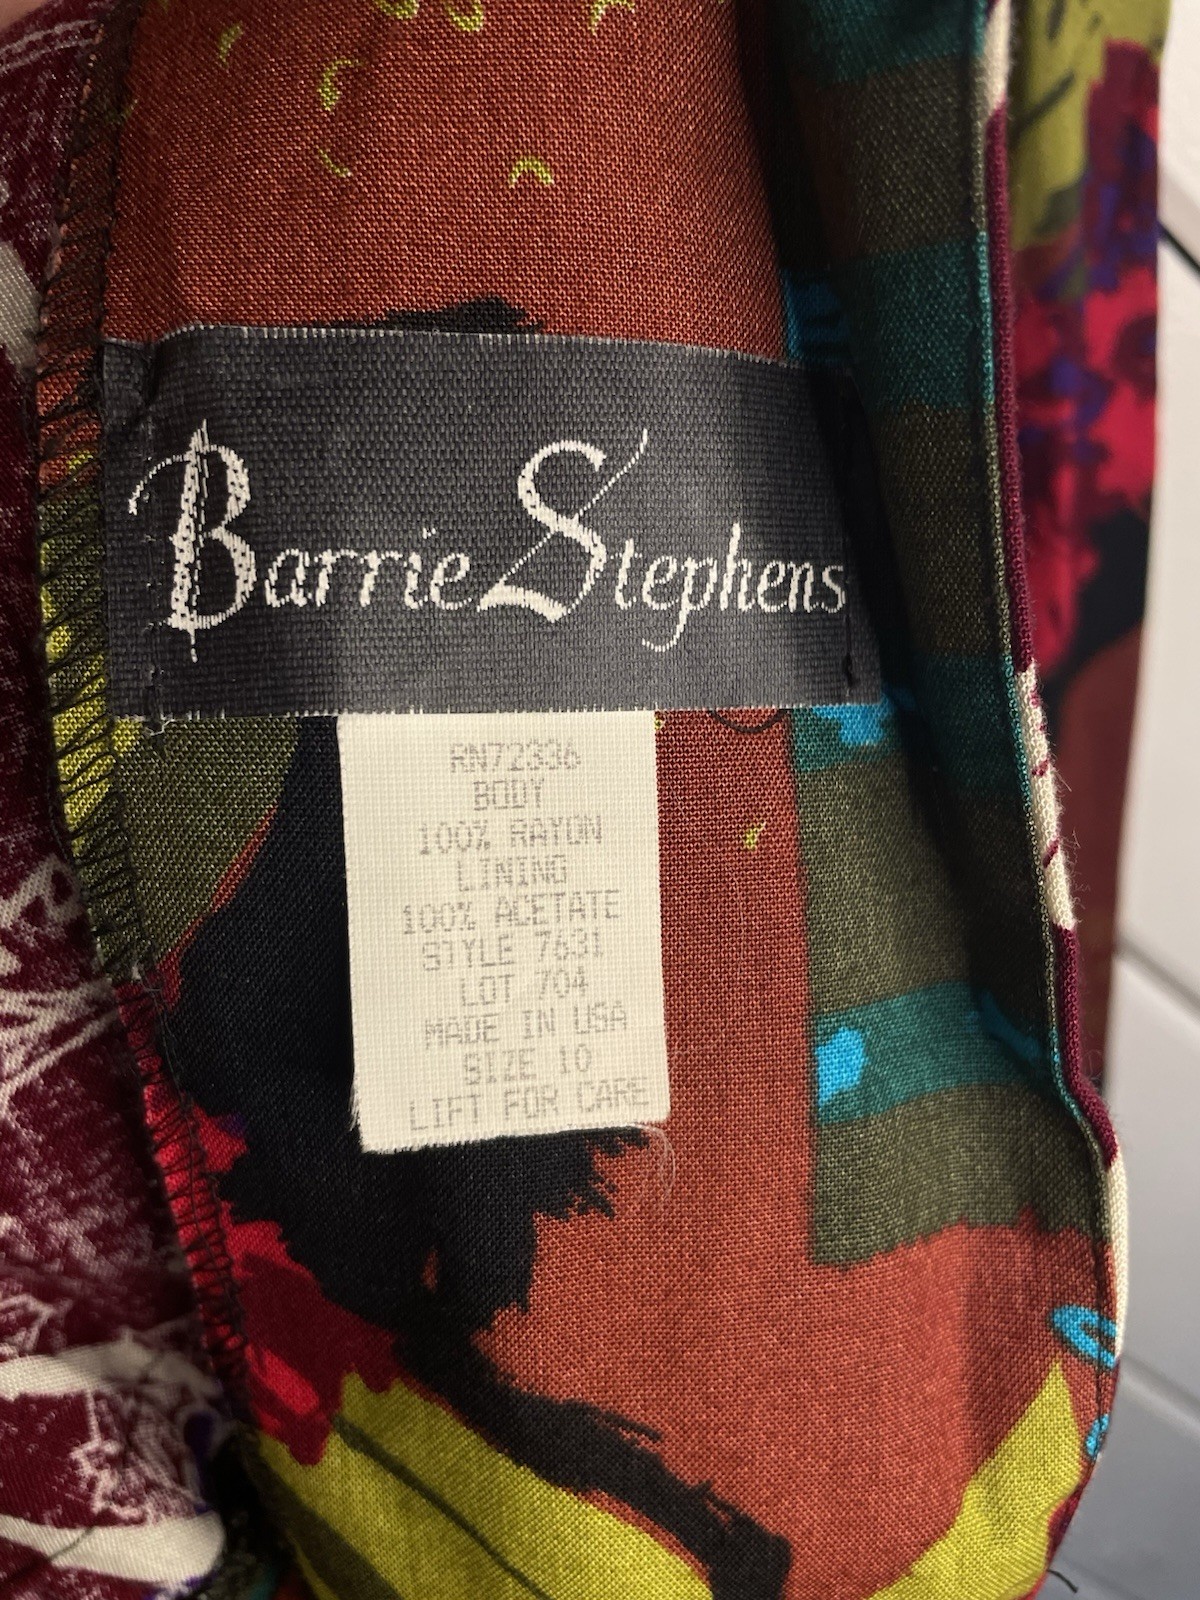 Barrie Stephens
RN72336
BODY
100% RAYON
LINING
100% ACETATE
STYLE 7631
LOT 704
MADE IN USA
SIZE 10
LIFT FOR CARE